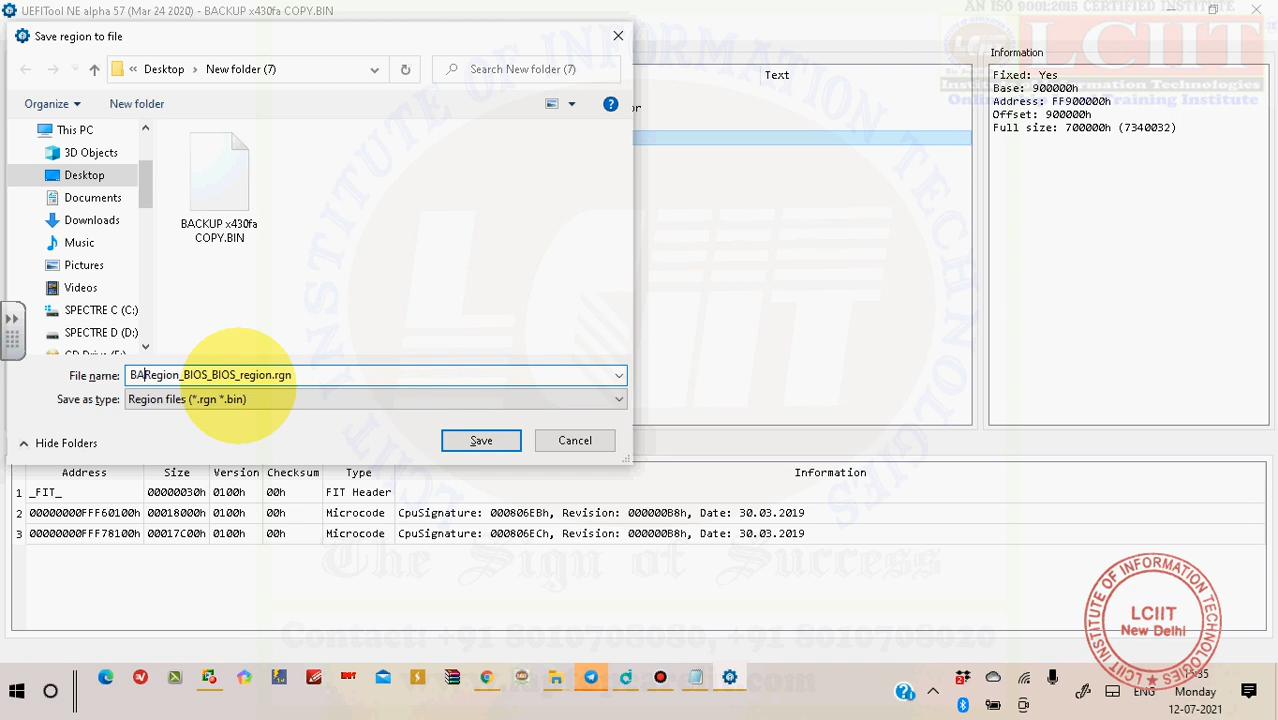 UEFITool NE alpha 57 (Mar 24 2020) - BACKUP x430fa COPY.BIN
AN ISO 9001:2015 CERTIFIED INSTITUTE
Save region to file
LCIIT
Information
Desktop
New folder (7)
Search New folder (7)
Text
Fixed: Yes
Base: 900000h
Address: FF900000h
Offset: 900000h
Full size: 700000h (7340032)
Organize
New folder
This PC
3D Objects
Desktop
Documents
Downloads
Music
Pictures
Videos
SPECTRE C (C:)
SPECTRE D (D:)
BACKUP x430fa
COPY.BIN
File name:
BARegion_BIOS_BIOS_region.rgn
Save as type:
Region files (*.rgn *.bin)
Hide Folders
Save
Cancel
Address Size Version Checksum Type Information
1 _FIT_ 00000030h 0100h 00h FIT Header
2 00000000FFF60100h 00018000h 0100h 00h Microcode CpuSignature: 000806EBh, Revision: 000000B8h, Date: 30.03.2019
3 00000000FFF78100h 00017C00h 0100h 00h Microcode CpuSignature: 000806ECh, Revision: 000000B8h, Date: 30.03.2019
The Sign of Success
Contact: +91 8010708080, +91 8010708020
INSTITUTE OF INFORMATION TECHNOLOGIES
LCIIT
New Delhi
ENG
Monday
12-07-2021